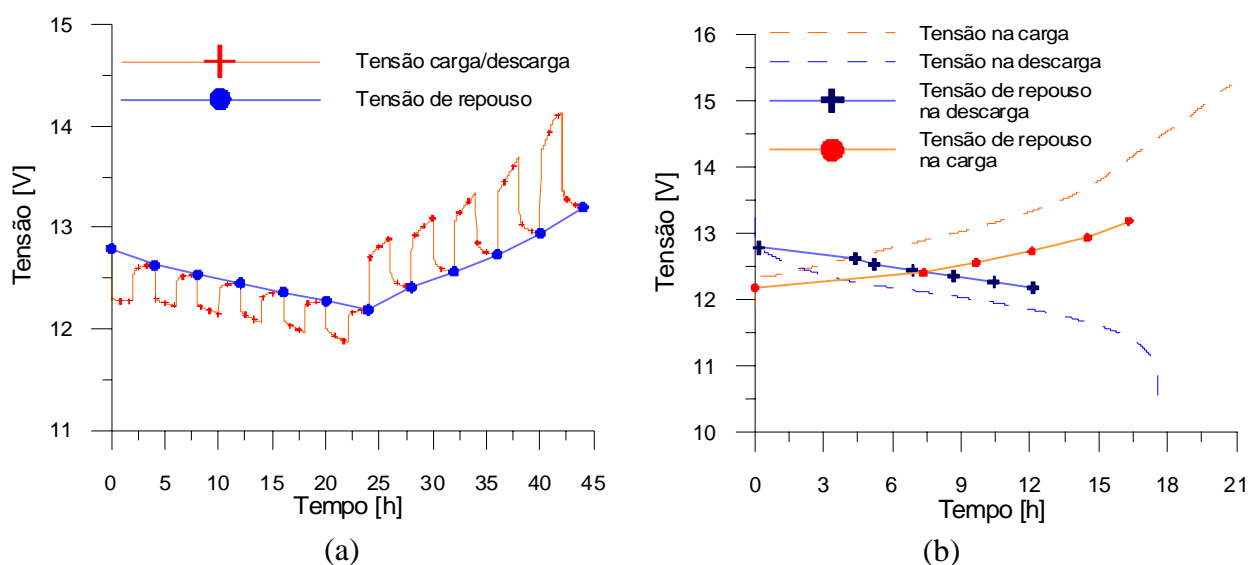 15
14
13
12
11
Tensão [V]
Tensão carga/descarga
Tensão de repouso
0 5 10 15 20 25 30 35 40 45
Tempo [h]
(a)
16
15
14
13
12
11
10
Tensão [V]
Tensão na carga
Tensão na descarga
Tensão de repouso
na descarga
Tensão de repouso
na carga
0 3 6 9 12 15 18 21
Tempo [h]
(b)